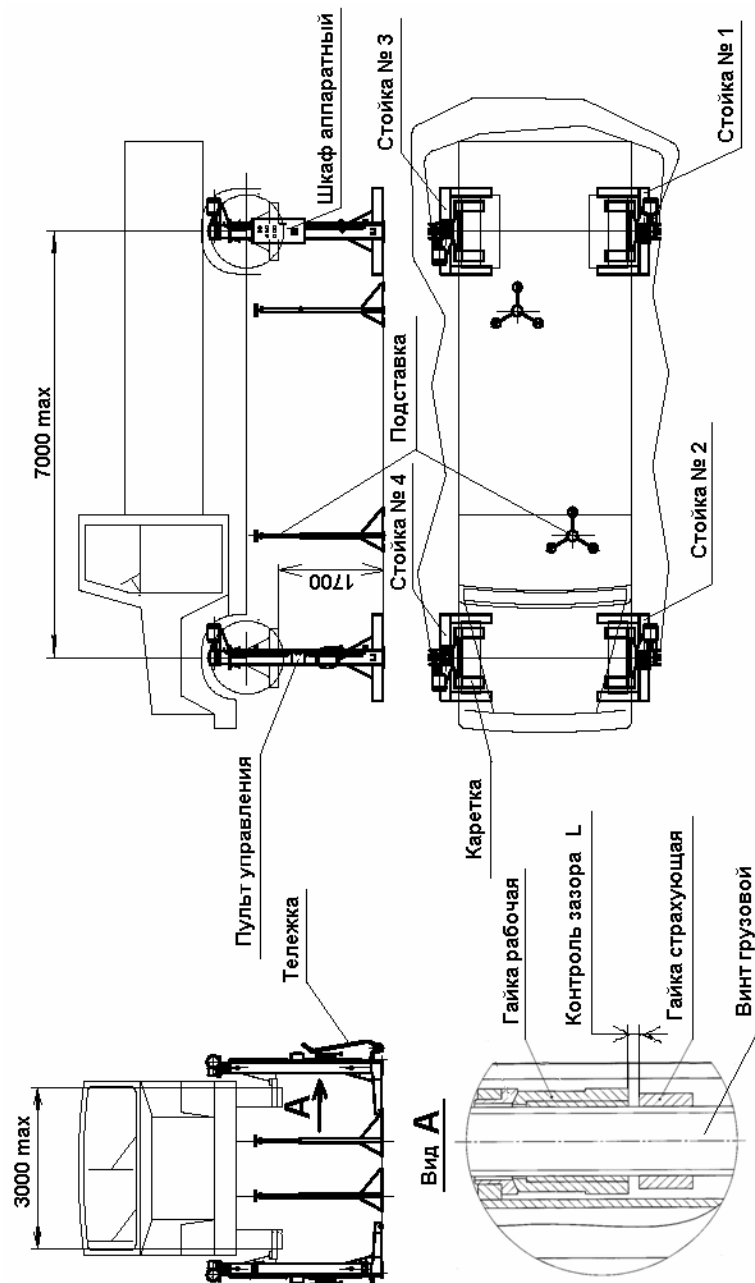 3000 max
7000 max
1700
А
Тележка
Пульт управления
Шкаф аппаратный
Подставка
Стойка № 3
Стойка № 4
Стойка № 1
Стойка № 2
Каретка
Вид А
Гайка рабочая
Контроль зазора L
Гайка страхующая
Винт грузовой